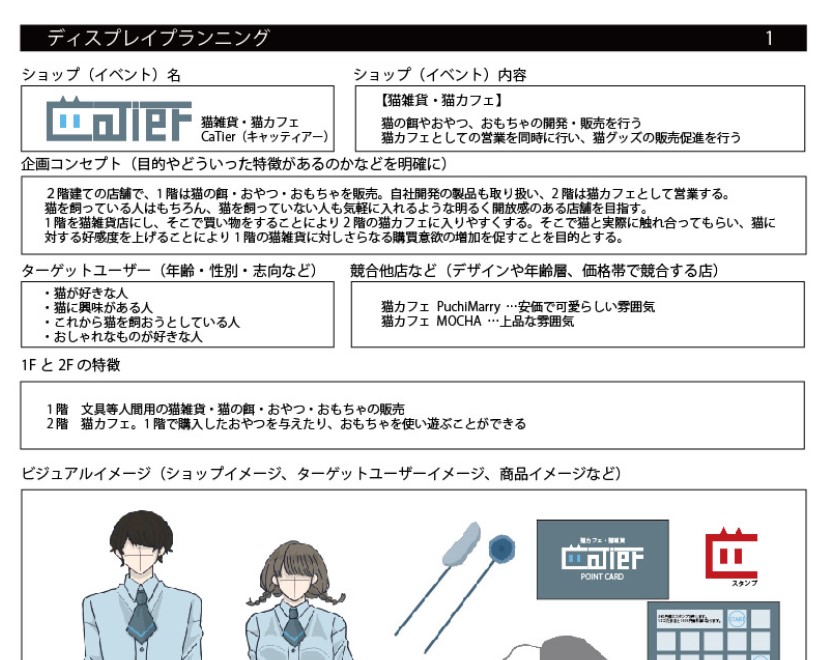 ディスプレイプランニング 1
ショップ（イベント）名
CaTier
猫雑貨・猫カフェ
CaTier（キャッティアー）
ショップ（イベント）内容
【猫雑貨・猫カフェ】
猫の餌やおやつ、おもちゃの開発・販売を行う
猫カフェとしての営業を同時に行い、猫グッズの販売促進を行う
企画コンセプト（目的やどういった特徴があるのかなどを明確に）
２階建ての店舗で、１階は猫の餌・おやつ・おもちゃを販売。自社開発の製品も取り扱い、２階は猫カフェとして営業する。
猫を飼っている人はもちろん、猫を飼っていない人も気軽に入れるような明るく開放感のある店舗を目指す。
１階を猫雑貨店にし、そこで買い物をすることにより２階の猫カフェに入りやすくする。そこで猫と実際に触れ合ってもらい、猫に
対する好感度を上げることにより１階の猫雑貨に対しさらなる購買意欲の増加を促すことを目的とする。
ターゲットユーザー（年齢・性別・志向など）
・猫が好きな人
・猫に興味がある人
・これから猫を飼おうとしている人
・おしゃれなものが好きな人
競合他店など（デザインや年齢層、価格帯で競合する店）
猫カフェ PuchiMarry …安価で可愛らしい雰囲気
猫カフェ MOCHA …上品な雰囲気
1F と 2F の特徴
１階　文具等人間用の猫雑貨・猫の餌・おやつ・おもちゃの販売
２階　猫カフェ。１階で購入したおやつを与えたり、おもちゃを使い遊ぶことができる
ビジュアルイメージ（ショップイメージ、ターゲットユーザーイメージ、商品イメージなど）
猫カフェ・猫雑貨
CaTier
POINT CARD
スタンプ